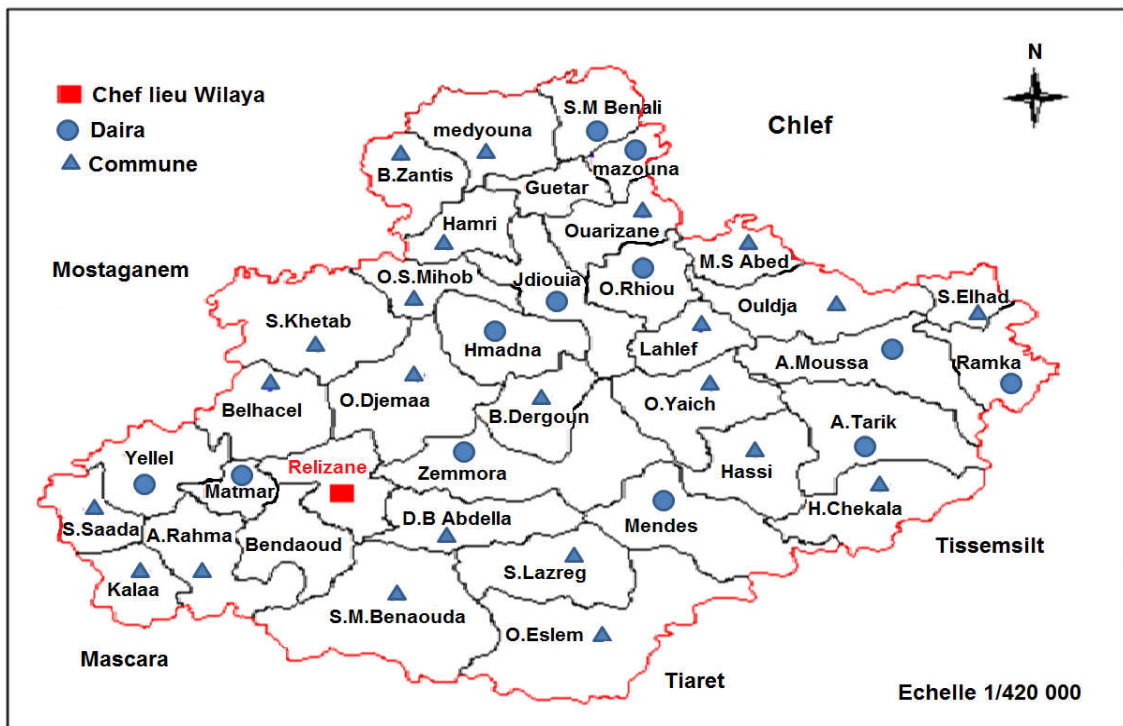 N
Chef lieu Wilaya
Daira
Commune
Chlef
Mostaganem
Tissemsilt
Mascara
Tiaret
S.M Benali
medyouna
mazouna
B.Zantis
Guetar
Hamri
Ouarizane
M.S Abed
O.S.Mihob
Jdiouia
O.Rhiou
Ouldja
S.Elhad
S.Khetab
Hmadna
Lahlef
A.Moussa
Ramka
Belhacel
O.Djemaa
B.Dergoun
O.Yaich
A.Tarik
Yellel
Relizane
Zemmora
Hassi
Matmar
H.Chekala
S.Saada
A.Rahma
Bendaoud
D.B Abdella
Mendes
Kalaa
S.Lazreg
S.M.Benaouda
O.Eslem
Echelle 1/420 000